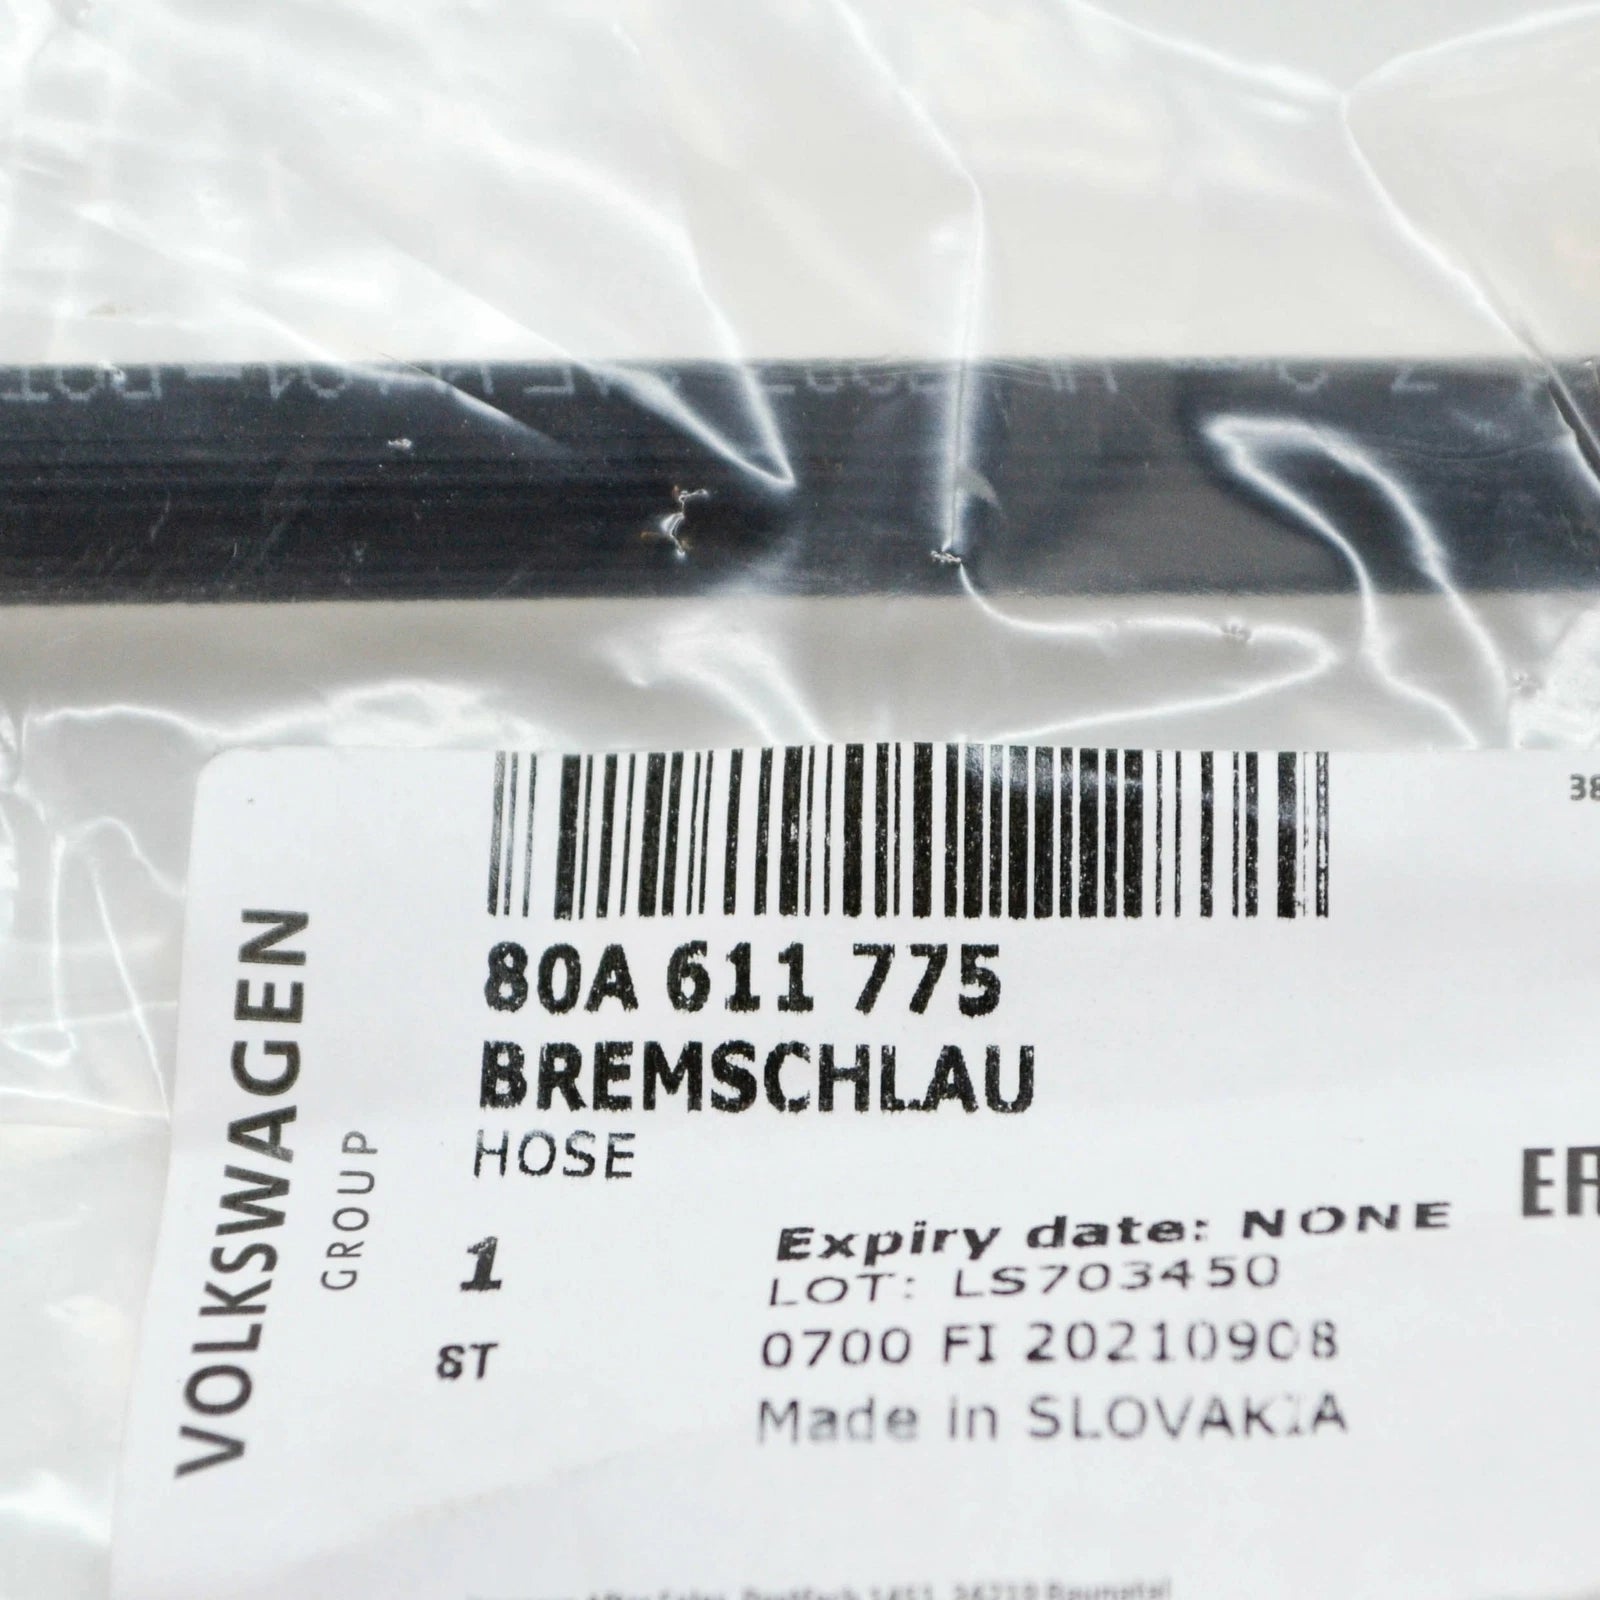 38
80A 611 775
BREMSCHLAU
HOSE
VOLKSWAGEN
GROUP
1
ST
Expiry date: NONE
LOT: LS703450
0700 FI 20210908
Made in SLOVAKIA